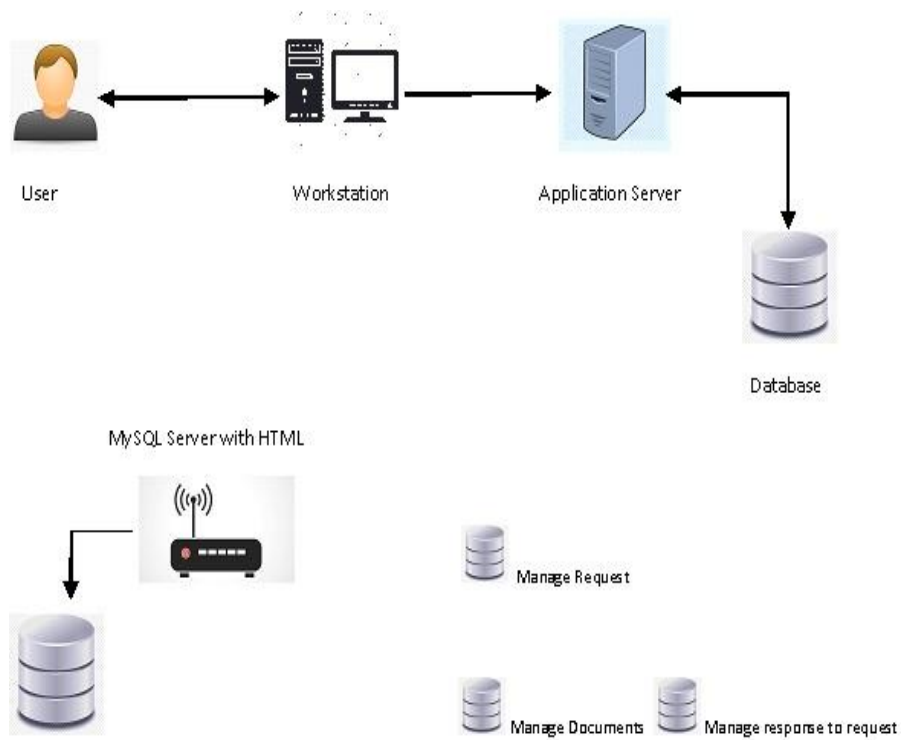 User
Workstation
Application Server
Database
MySQL Server with HTML
Manage Request
Manage Documents
Manage response to request